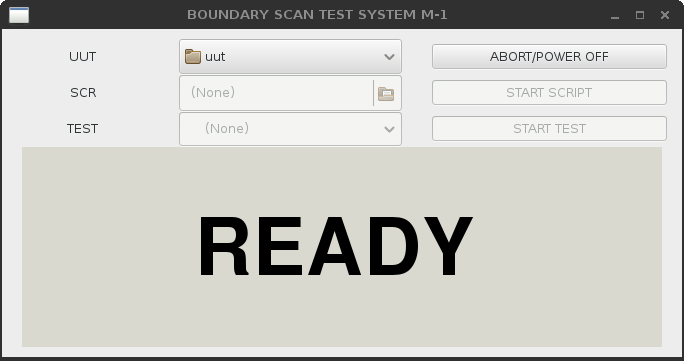 BOUNDARY SCAN TEST SYSTEM M-1
UUT uut ABORT/POWER OFF
SCR (None) START SCRIPT
TEST (None) START TEST
READY